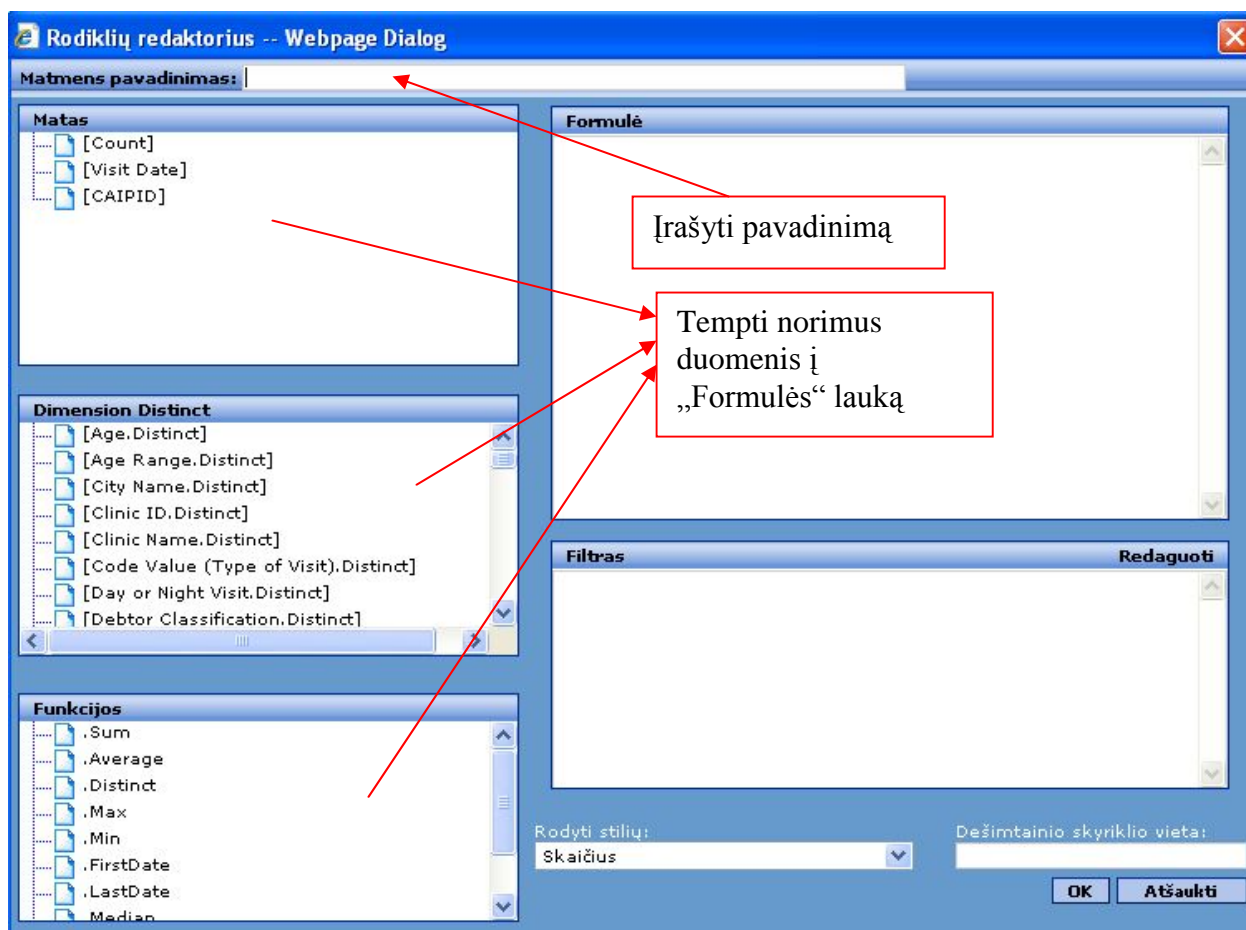 Rodiklių redaktorius -- Webpage Dialog
Matmens pavadinimas:
Matas
[Count]
[Visit Date]
[CAIPID]
Formulė
Įrašyti pavadinimą
Tempti norimus
duomenis į
„Formulės“ lauką
Dimension Distinct
[Age.Distinct]
[Age Range.Distinct]
[City Name.Distinct]
[Clinic ID.Distinct]
[Clinic Name.Distinct]
[Code Value (Type of Visit).Distinct]
[Day or Night Visit.Distinct]
[Debtor Classification.Distinct]
Filtras Redaguoti
Funkcijos
.Sum
.Average
.Distinct
.Max
.Min
.FirstDate
.LastDate
.Median
Rodyti stilių:
Skaičius
Dešimtainio skyriklio vieta:
OK Atšaukti